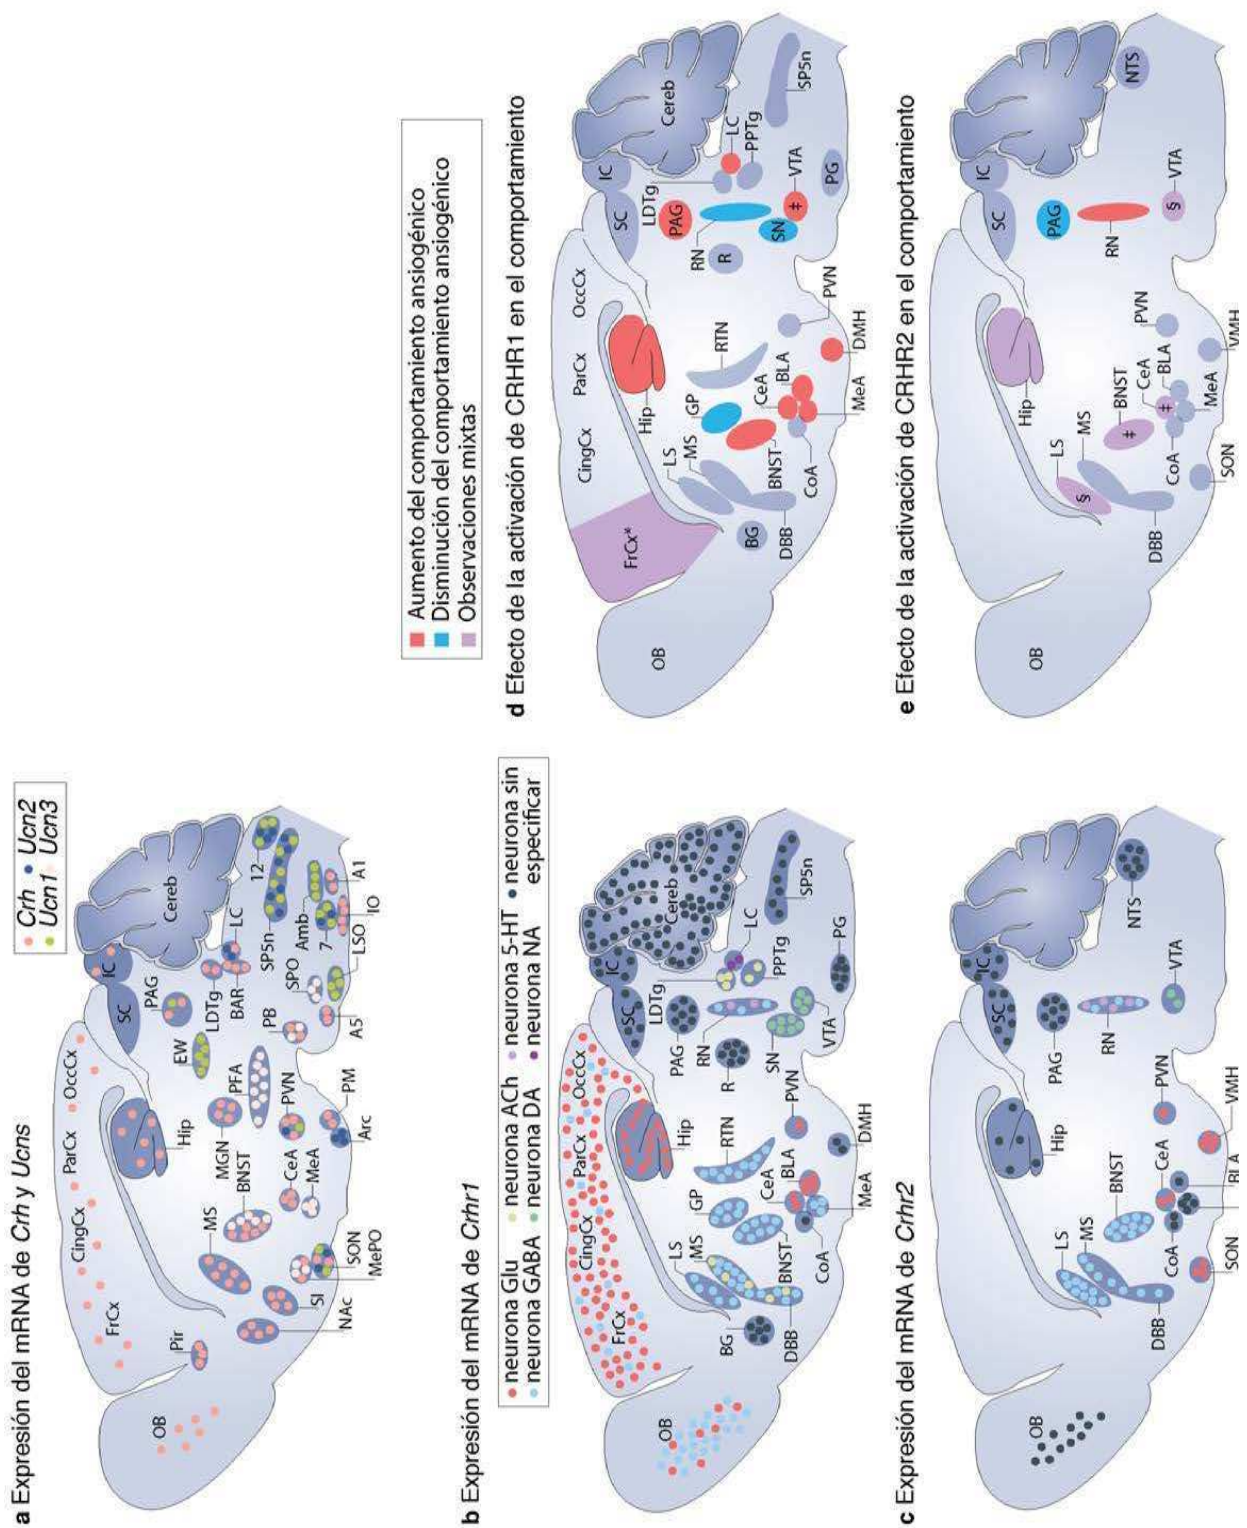 a Expresión del mRNA de Crh y Ucns
Crh Ucn2
Ucn1 Ucn3
OB
FrCx
CingCx
ParCx
OccCx
Pir
NAc
SI
MePO
SON
MS
BNST
MGN
Hip
CeA
MeA
PVN
PFA
EW
PAG
SC
IC
Cereb
Arc
PM
PB
A5
LDTg
BAR
LC
SPO
LSO
IO
7
Amb
A1
SP5n
12
b Expresión del mRNA de Crhr1
neurona Glu neurona ACh neurona 5-HT neurona sin
neurona GABA neurona DA neurona NA especificar
OB
FrCx
CingCx
ParCx
OccCx
BG
DBB
LS
MS
BNST
GP
CoA
CeA
BLA
MeA
RTN
Hip
PVN
DMH
R
RN
PAG
SN
VTA
LDTg
SC
IC
Cereb
LC
PPTg
PG
SP5n
c Expresión del mRNA de Crhr2
OB
LS
MS
DBB
BNST
Hip
CoA
CeA
SON
BLA
VMH
PVN
PAG
RN
VTA
SC
IC
NTS
Aumento del comportamiento ansiogénico
Disminución del comportamiento ansiogénico
Observaciones mixtas
d Efecto de la activación de CRHR1 en el comportamiento
OB
FrCx*
CingCx
ParCx
OccCx
BG
DBB
LS
MS
BNST
GP
CoA
CeA
BLA
MeA
RTN
Hip
PVN
DMH
R
RN
PAG
SN
‡
VTA
LDTg
SC
IC
Cereb
LC
PPTg
PG
SP5n
e Efecto de la activación de CRHR2 en el comportamiento
OB
§
LS
MS
DBB
‡
BNST
Hip
CoA
‡
CeA
BLA
MeA
SON
VMH
PVN
PAG
RN
§
VTA
SC
IC
NTS